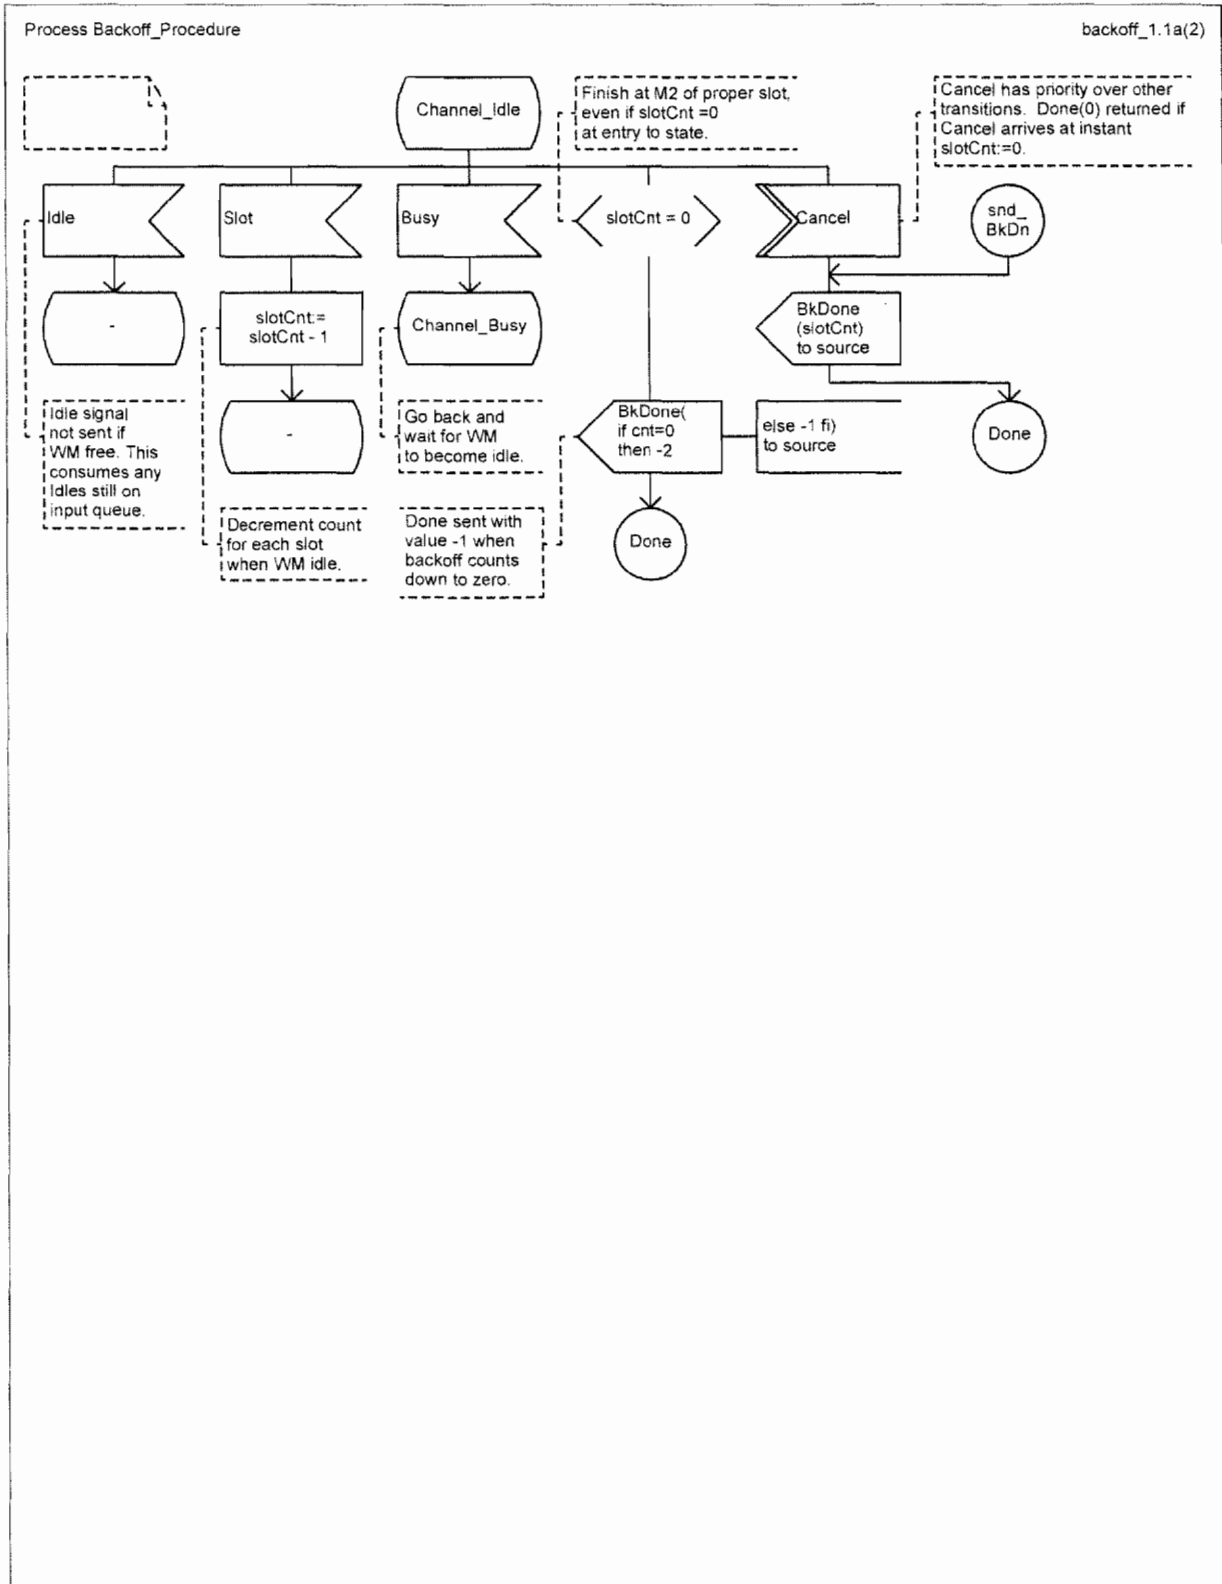 Process Backoff_Procedure
backoff_1.1a(2)
Channel_Idle
Finish at M2 of proper slot,
even if slotCnt =0
at entry to state.
Cancel has priority over other
transitions. Done(0) returned if
Cancel arrives at instant
slotCnt:=0.
Idle
Slot
Busy
slotCnt = 0
Cancel
snd_
BkDn
-
slotCnt:=
slotCnt - 1
Channel_Busy
BkDone
(slotCnt)
to source
Idle signal
not sent if
WM free. This
consumes any
Idles still on
input queue.
-
Go back and
wait for WM
to become idle.
BkDone(
if cnt=0
then -2
else -1 fi)
to source
Done
Decrement count
for each slot
when WM idle.
Done sent with
value -1 when
backoff counts
down to zero.
Done